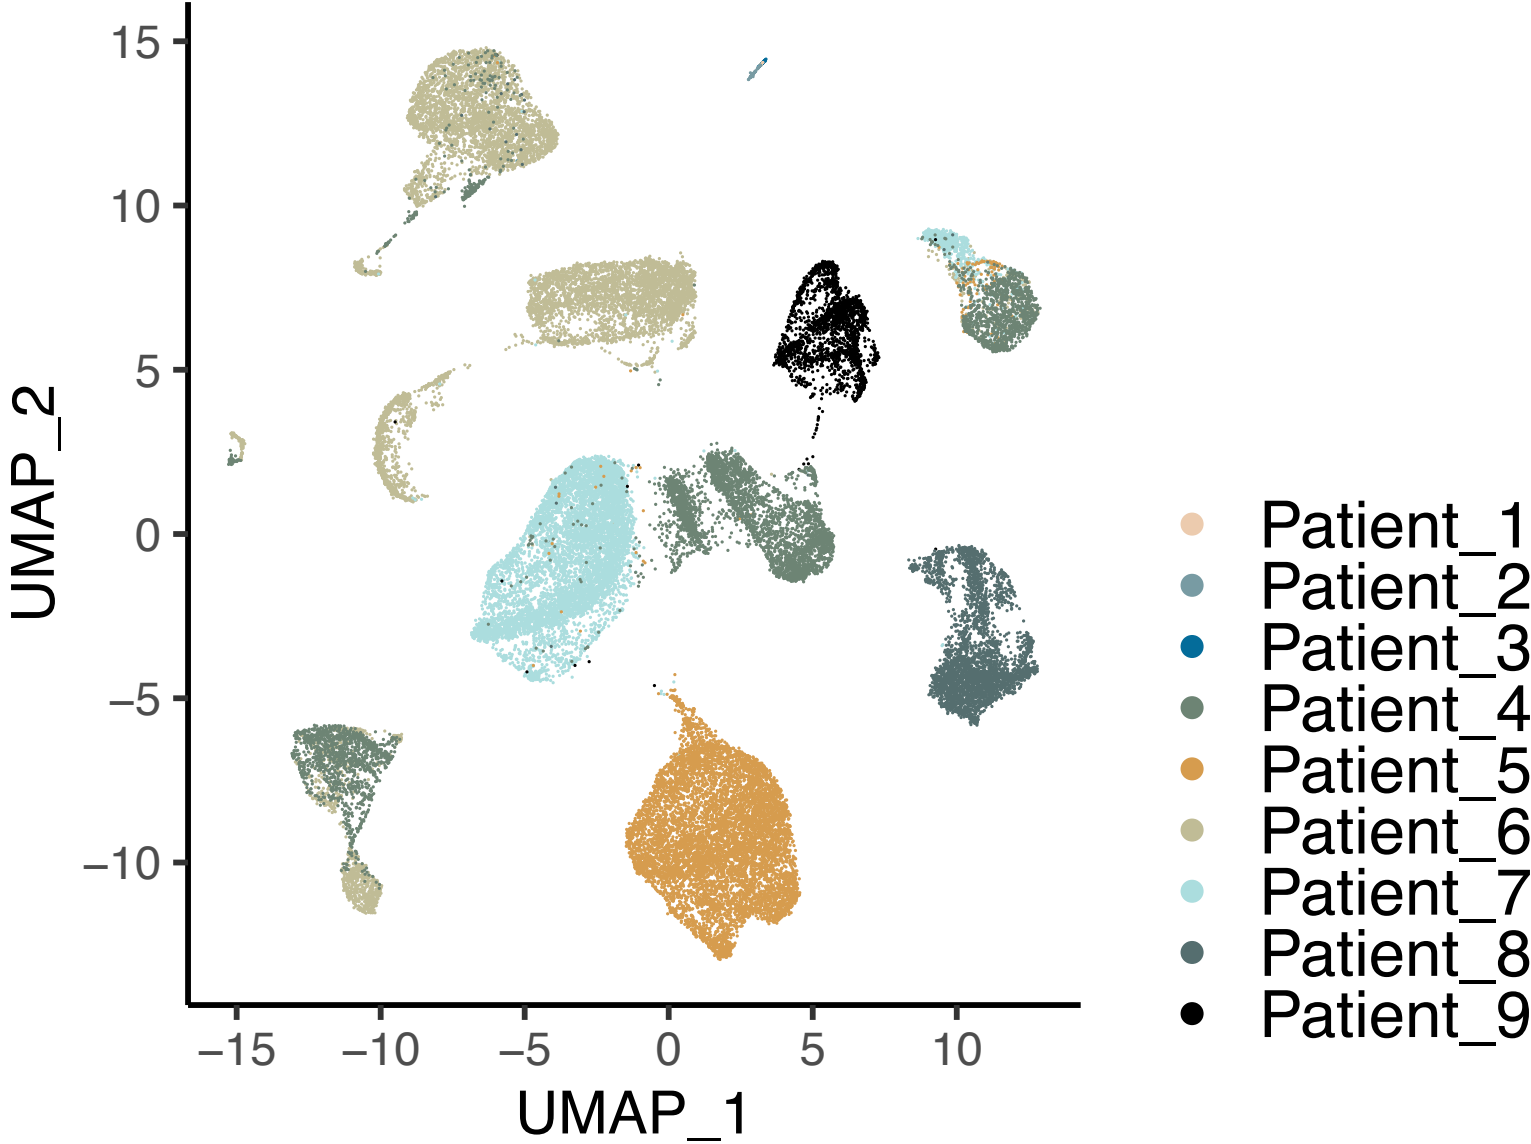 15
10
5
0
−5
−10
UMAP_2
−15
−10
−5
0
5
10
UMAP_1
Patient_1
Patient_2
Patient_3
Patient_4
Patient_5
Patient_6
Patient_7
Patient_8
Patient_9